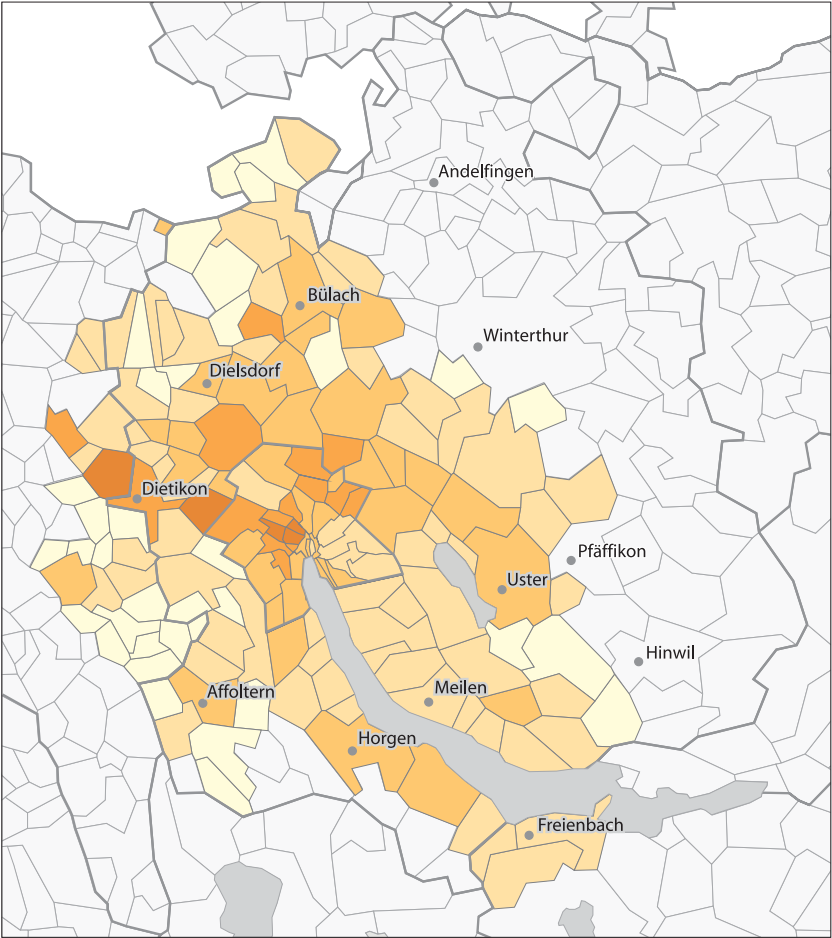 Andelfingen
Bülach
Winterthur
Dielsdorf
Dietikon
Pfäffikon
Uster
Hinwil
Affoltern
Meilen
Horgen
Freienbach